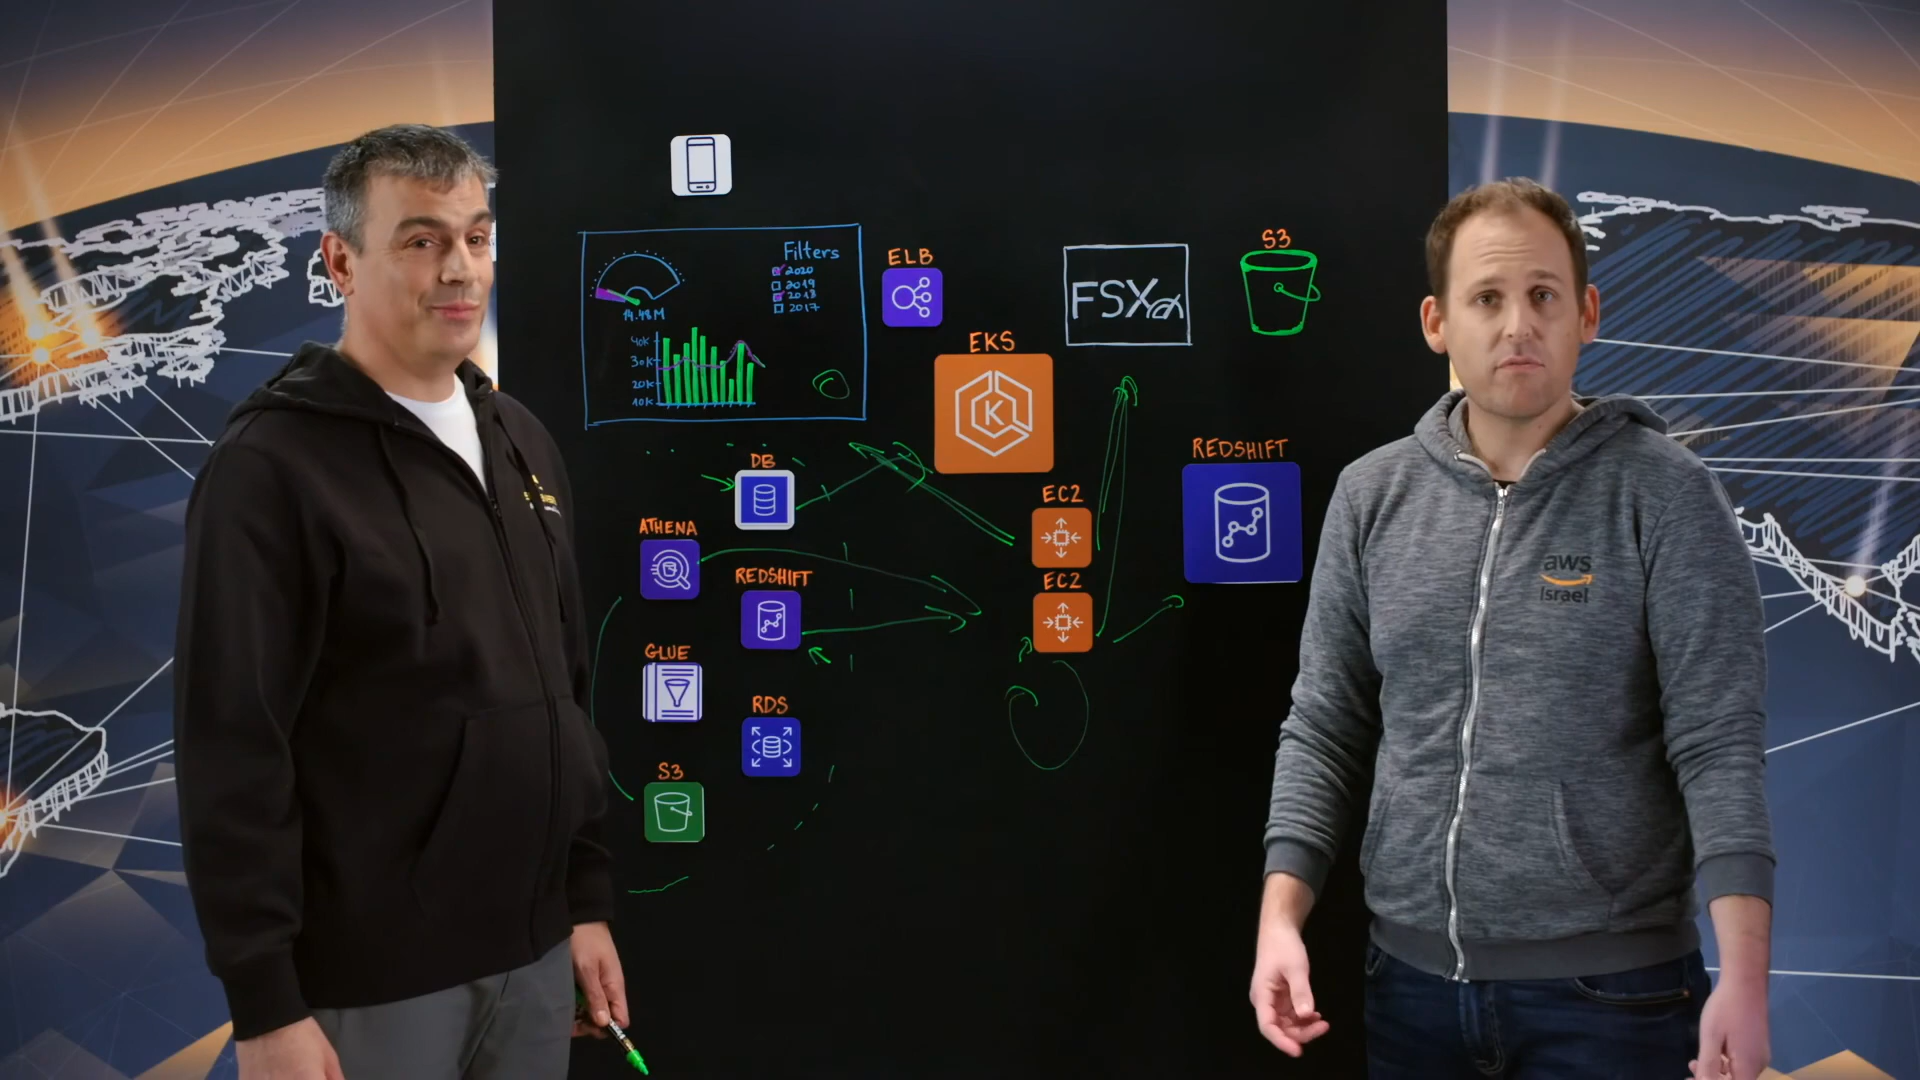 Filters
2020
2019
2018
2017
14.48M
40K
30K
20K
10K
ELB
FSx
S3
EKS
K
REDSHIFT
DB
EC2
ATHENA
EC2
REDSHIFT
GLUE
RDS
S3
aws
Israel